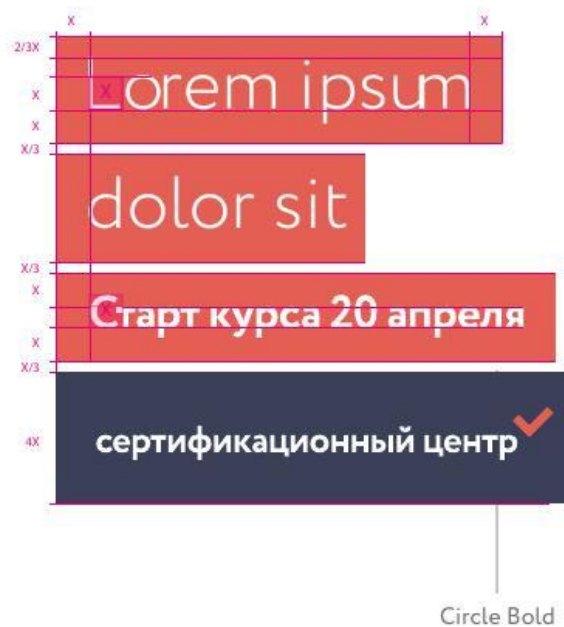 X X
2/3X
Lorem ipsum
X
X
X
X/3
dolor sit
X/3
X
Старт курса 20 апреля
X
X
X/3
4X
сертификационный центр
Circle Bold